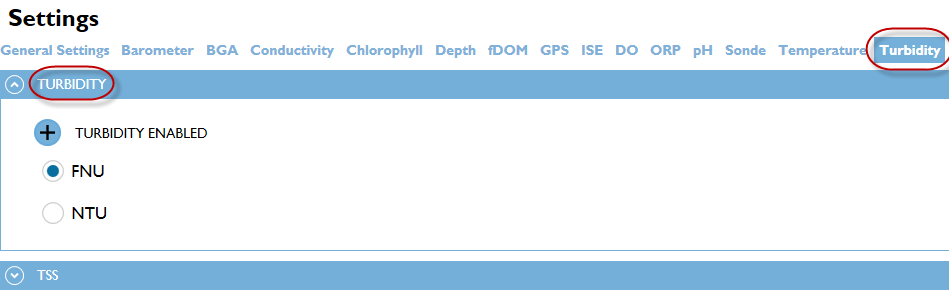 Settings
General Settings Barometer BGA Conductivity Chlorophyll Depth fDOM GPS ISE DO ORP pH Sonde Temperature Turbidity
TURBIDITY
TURBIDITY ENABLED
FNU
NTU
TSS